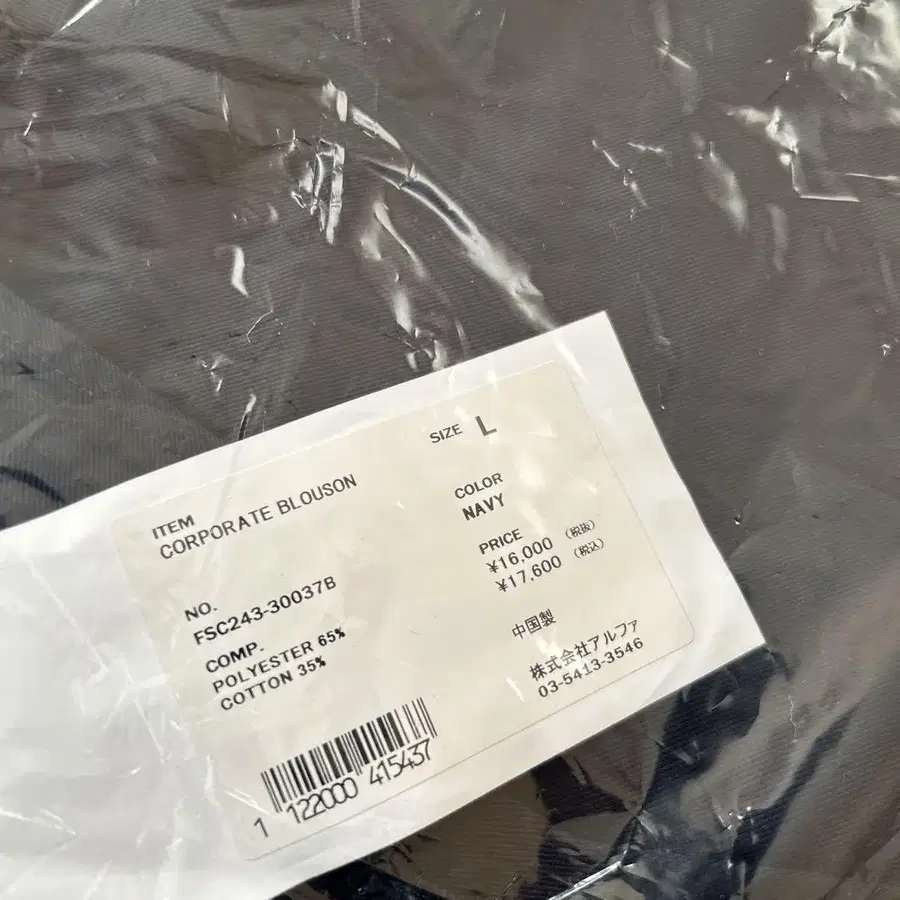 ITEM
CORPORATE BLOUSON
SIZE L
COLOR
NAVY
NO.
FSC243-30037B
PRICE
¥16,000 (税抜)
¥17,600 (税込)
COMP.
POLYESTER 65%
COTTON 35%
中国製
株式会社アルファ
03-5413-3546
1 122000 415437